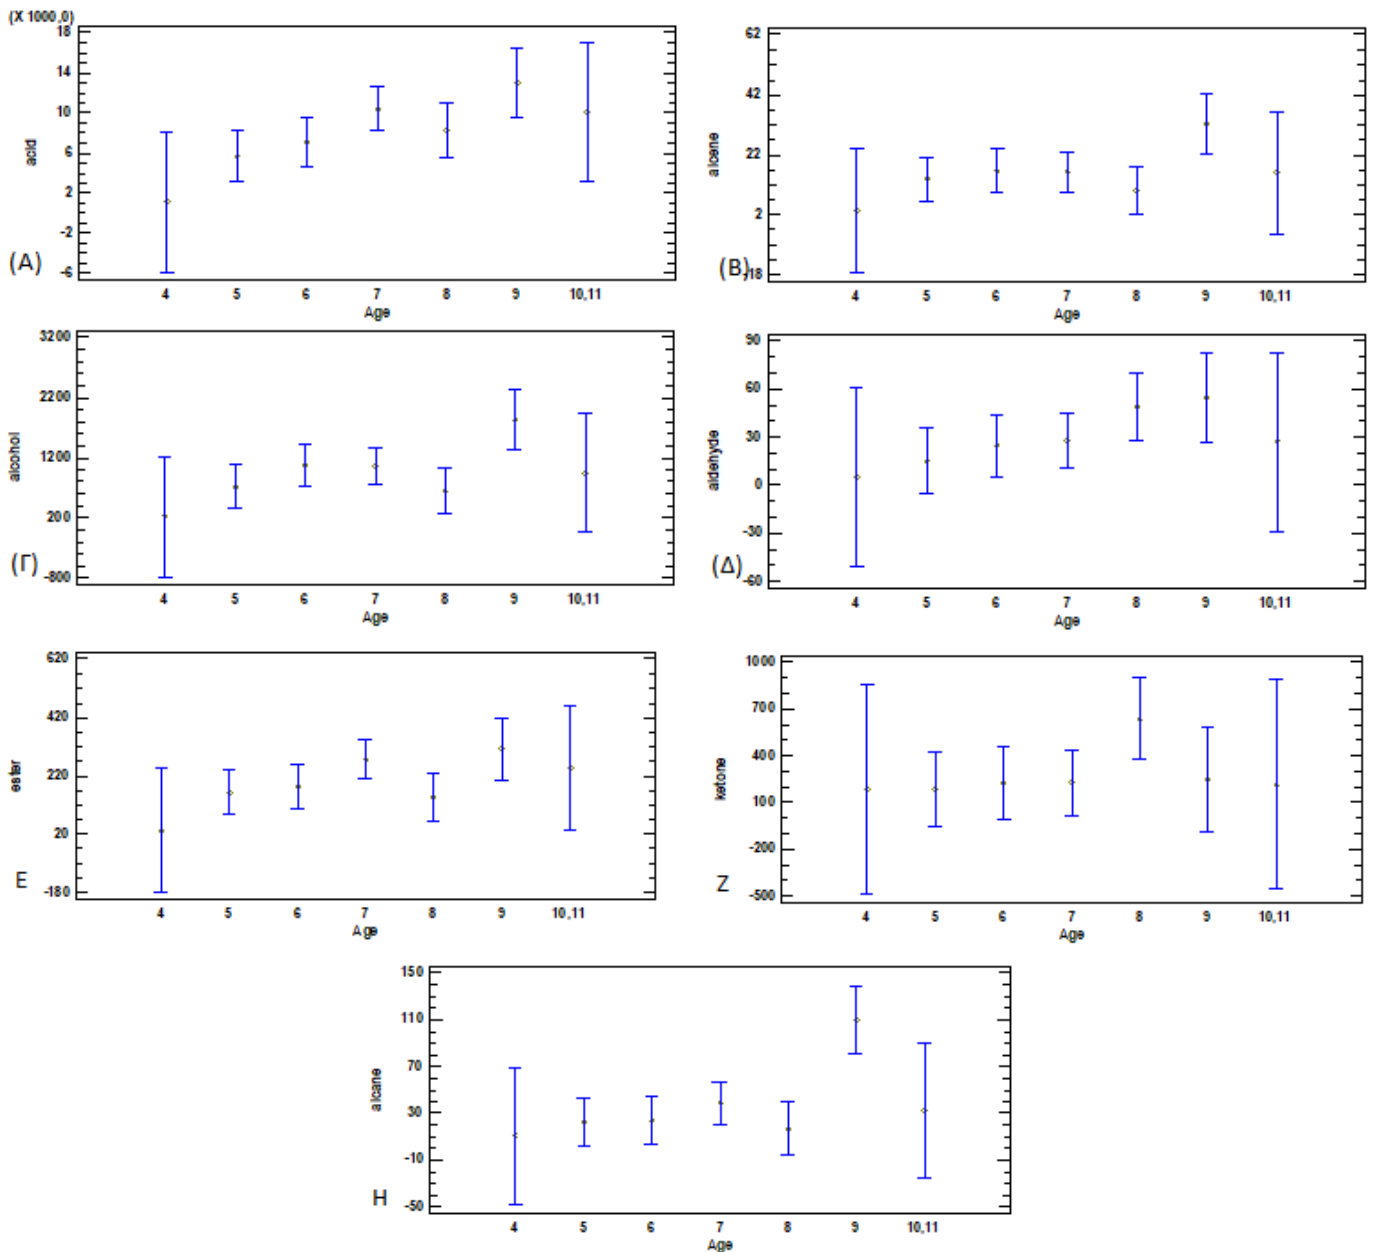 (X 1000,0)
18
14
10
6
2
-2
-6
acid
(Α)
4 5 6 7 8 9 10,11
Age
62
42
22
2
-18
alcene
(Β)
4 5 6 7 8 9 10,11
Age
3200
2200
1200
200
-800
alcohol
(Γ)
4 5 6 7 8 9 10,11
Age
90
60
30
0
-30
-60
aldehyde
(Δ)
4 5 6 7 8 9 10,11
Age
620
420
220
20
-180
ester
Ε
4 5 6 7 8 9 10,11
Age
1000
700
400
100
-200
-500
ketone
Ζ
4 5 6 7 8 9 10,11
Age
150
110
70
30
-10
-50
alcane
Η
4 5 6 7 8 9 10,11
Age